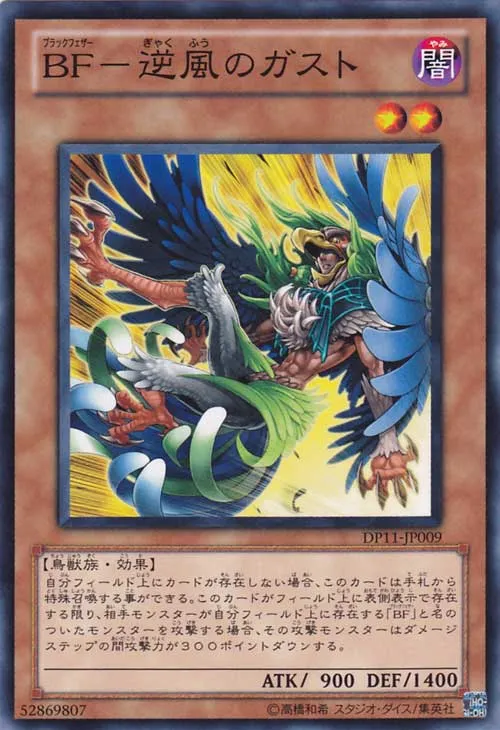 ブラックフェザー ぎゃく ふう
BF－逆風のガスト
やみ
闇
DP11-JP009
【鳥獣族・効果】
自分フィールド上にカードが存在しない場合、このカードは手札から
特殊召喚する事ができる。このカードがフィールド上に表側表示で存在
する限り、相手モンスターが自分フィールド上に存在する「BF」と名の
ついたモンスターを攻撃する場合、その攻撃モンスターはダメージ
ステップの間攻撃力が３００ポイントダウンする。
ATK/ 900 DEF/1400
52869807
©高橋和希 スタジオ・ダイス/集英社